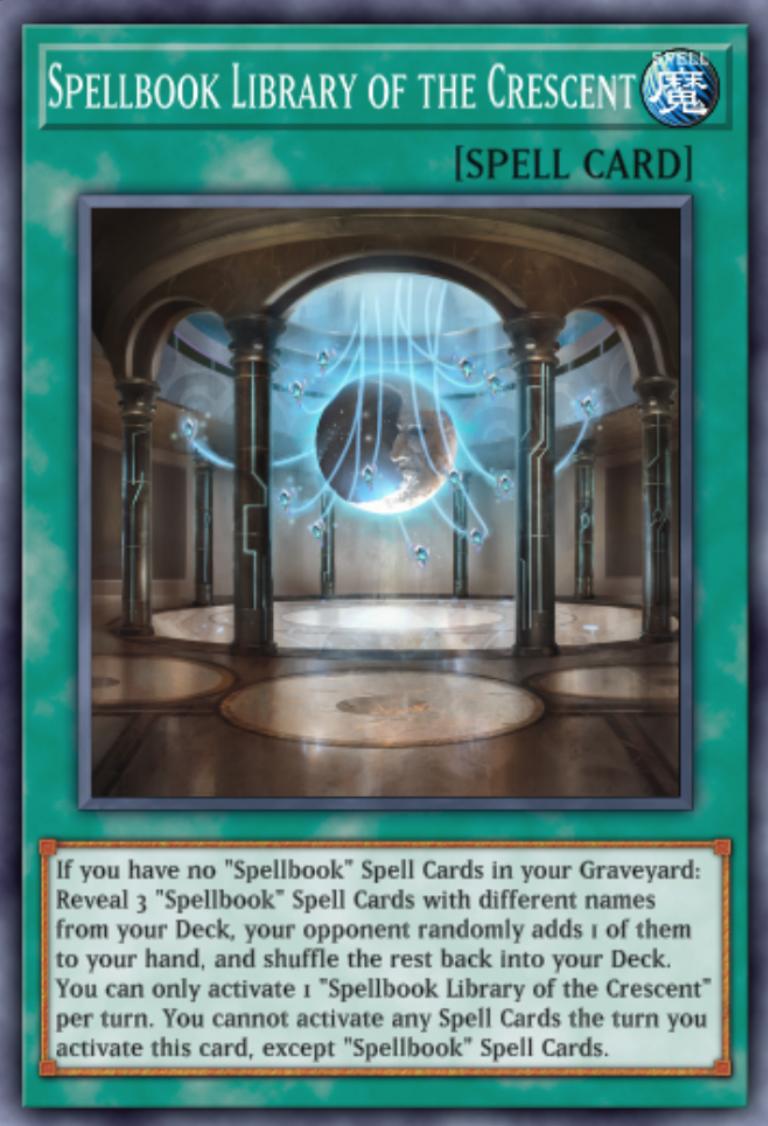 Spellbook Library of the Crescent
SPELL
魔
[SPELL CARD]
If you have no "Spellbook" Spell Cards in your Graveyard:
Reveal 3 "Spellbook" Spell Cards with different names
from your Deck, your opponent randomly adds 1 of them
to your hand, and shuffle the rest back into your Deck.
You can only activate 1 "Spellbook Library of the Crescent"
per turn. You cannot activate any Spell Cards the turn you
activate this card, except "Spellbook" Spell Cards.